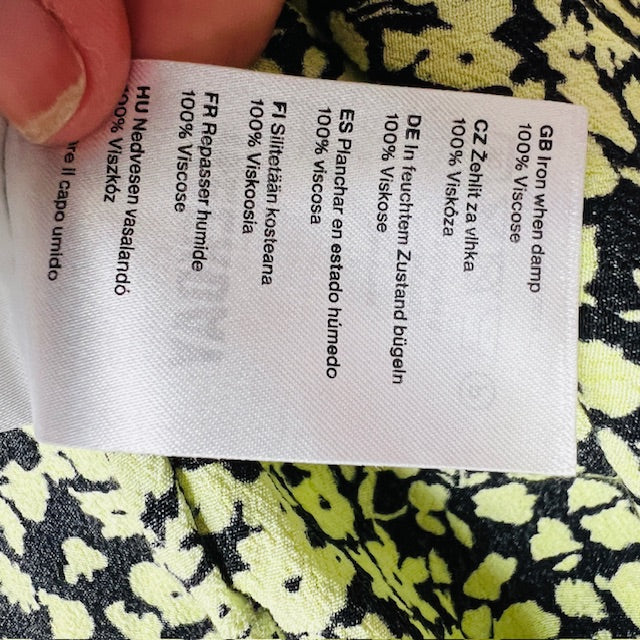 GB Iron when damp
100% Viscose
CZ Žehlit za vlhka
100% Viskóza
DE In feuchtem Zustand bügeln
100% Viskose
ES Planchar en estado húmedo
100% viscosa
FI Silitetään kosteana
100% Viskoosia
FR Repasser humide
100% Viscose
HU Nedvesen vasalandó
100% Viszkóz
il capo umido